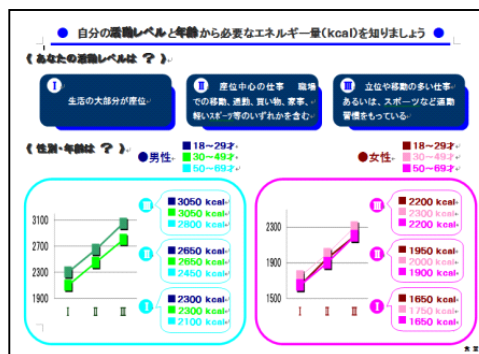 ● 自分の活動レベルと年齢から必要なエネルギー量(kcal)を知りましょう ●
《 あなたの活動レベルは ? 》
Ⅰ
生活の大部分が座位
Ⅱ 座位中心の仕事 職場
での移動、通勤、買い物、家事、
軽いスポーツ等のいずれかを含む
Ⅲ 立位や移動の多い仕事
あるいは、スポーツなど運動
習慣をもっている
《 性別・年齢は ? 》
●男性
■18~29才
■30~49才
■50~69才
●女性
■18~29才
■30~49才
■50~69才
3100
2700
2300
1900
Ⅰ Ⅱ Ⅲ
Ⅲ
■3050 kcal
■3050 kcal
■2800 kcal
Ⅱ
■2650 kcal
■2650 kcal
■2450 kcal
Ⅰ
■2300 kcal
■2300 kcal
■2100 kcal
2300
1900
1500
Ⅰ Ⅱ Ⅲ
Ⅲ
■2200 kcal
■2300 kcal
■2200 kcal
Ⅱ
■1950 kcal
■2000 kcal
■1900 kcal
Ⅰ
■1650 kcal
■1750 kcal
■1650 kcal